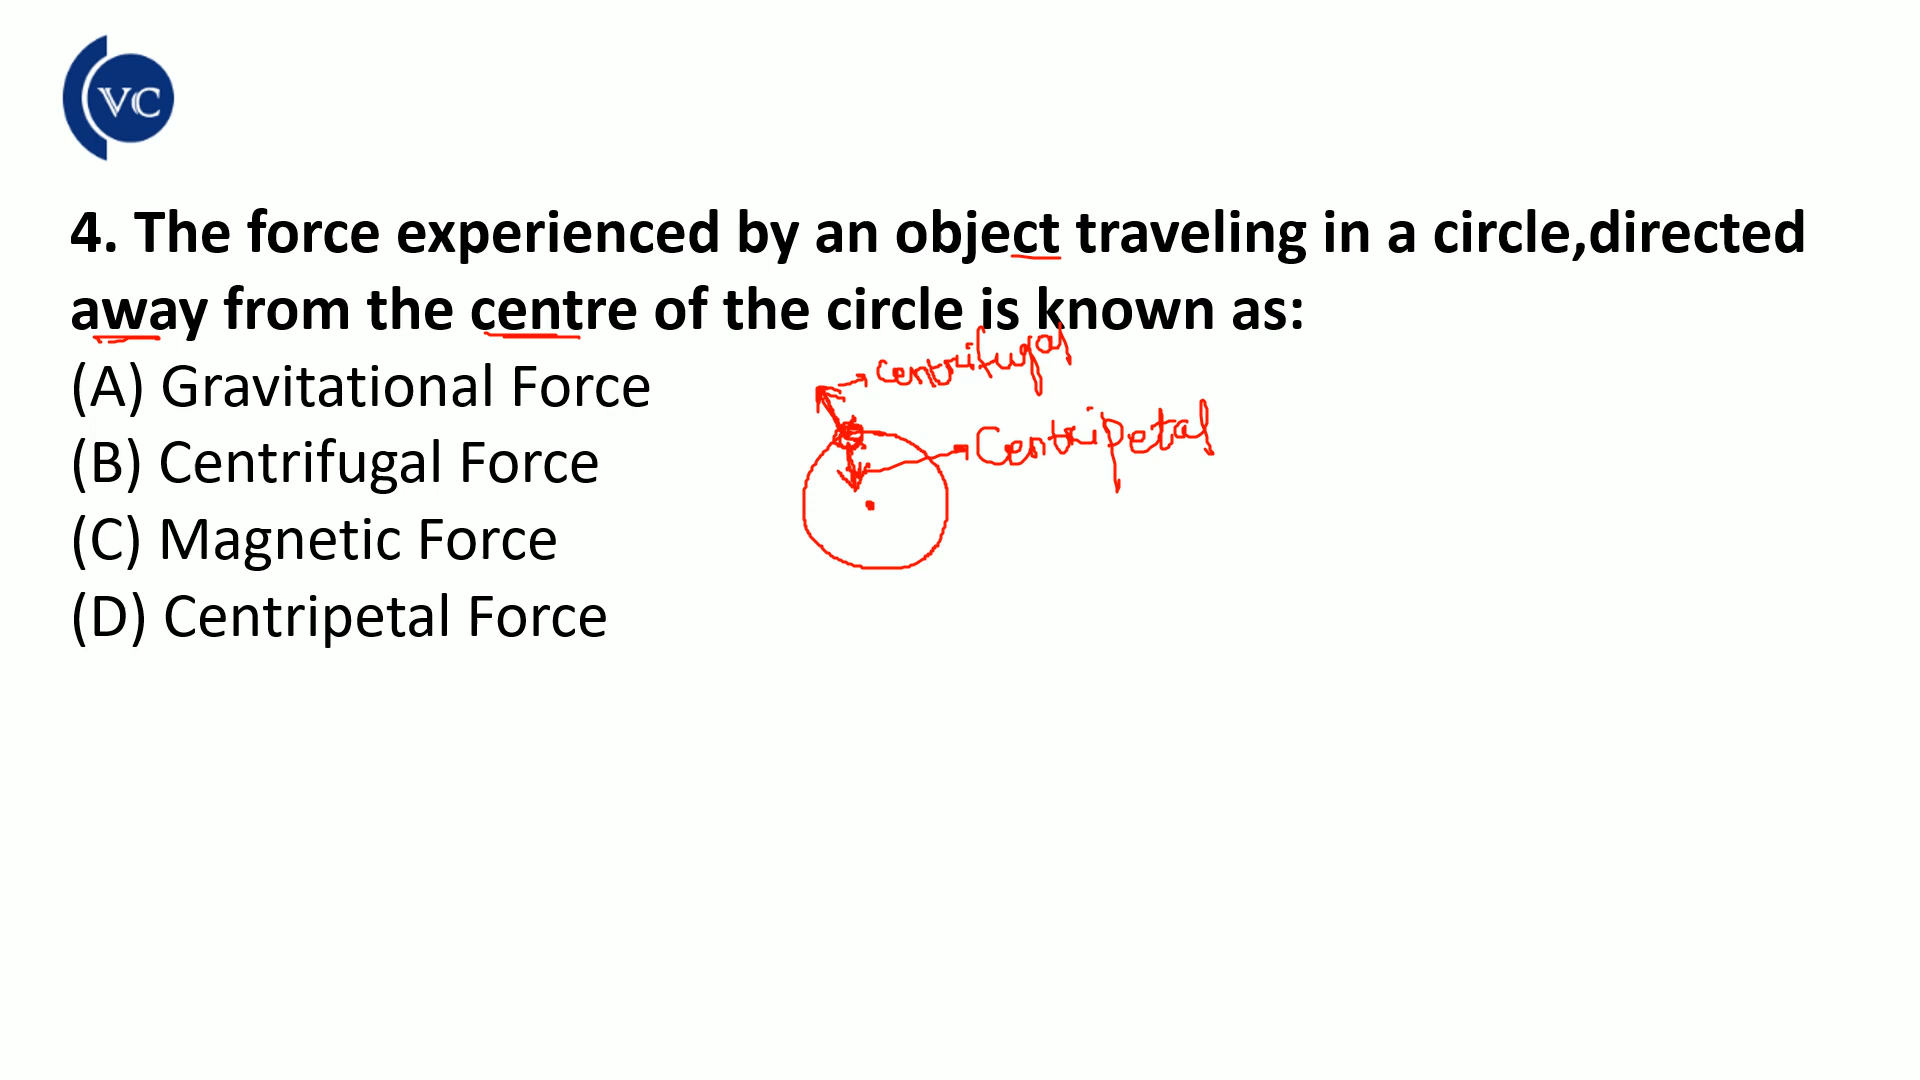 VC
4. The force experienced by an object traveling in a circle,directed
away from the centre of the circle is known as:
(A) Gravitational Force
(B) Centrifugal Force
(C) Magnetic Force
(D) Centripetal Force
Centrifugal
Centripetal